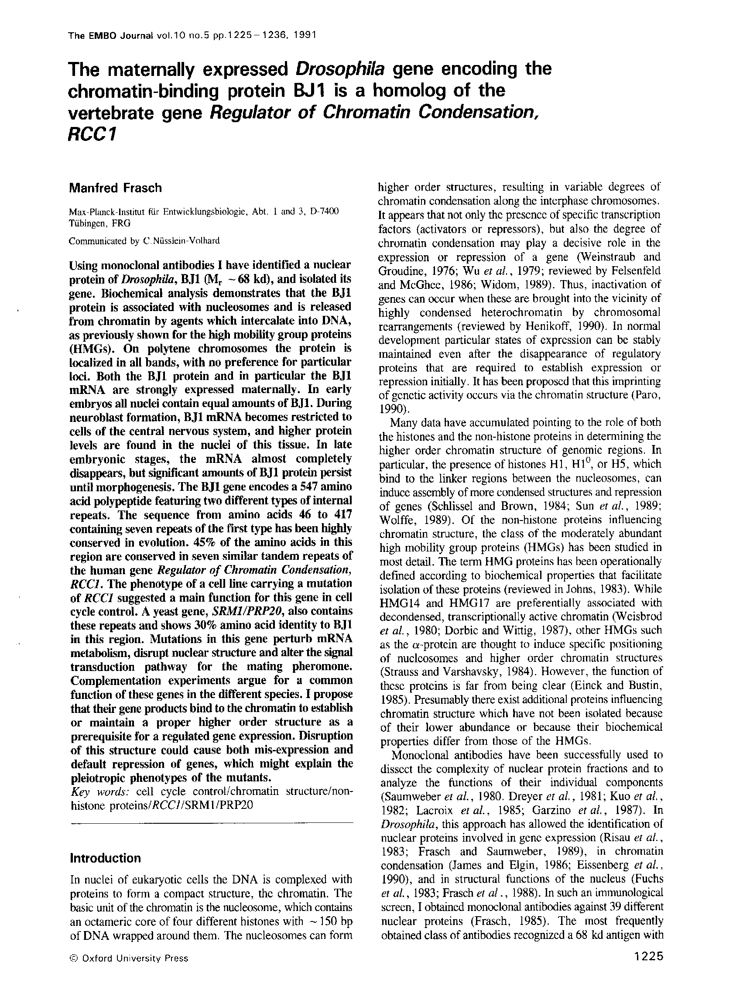 The EMBO Journal vol.10 no.5 pp.1225–1236, 1991
The maternally expressed Drosophila gene encoding the
chromatin-binding protein BJ1 is a homolog of the
vertebrate gene Regulator of Chromatin Condensation,
RCC1
Manfred Frasch
Max-Planck-Institut für Entwicklungsbiologie, Abt. 1 and 3, D-7400
Tübingen, FRG
Communicated by C.Nüsslein-Volhard
Using monoclonal antibodies I have identified a nuclear
protein of Drosophila, BJ1 (Mr ~68 kd), and isolated its
gene. Biochemical analysis demonstrates that the BJ1
protein is associated with nucleosomes and is released
from chromatin by agents which intercalate into DNA,
as previously shown for the high mobility group proteins
(HMGs). On polytene chromosomes the protein is
localized in all bands, with no preference for particular
loci. Both the BJ1 protein and in particular the BJ1
mRNA are strongly expressed maternally. In early
embryos all nuclei contain equal amounts of BJ1. During
neuroblast formation, BJ1 mRNA becomes restricted to
cells of the central nervous system, and higher protein
levels are found in the nuclei of this tissue. In late
embryonic stages, the mRNA almost completely
disappears, but significant amounts of BJ1 protein persist
until morphogenesis. The BJ1 gene encodes a 547 amino
acid polypeptide featuring two different types of internal
repeats. The sequence from amino acids 46 to 417
containing seven repeats of the first type has been highly
conserved in evolution. 45% of the amino acids in this
region are conserved in seven similar tandem repeats of
the human gene Regulator of Chromatin Condensation,
RCC1. The phenotype of a cell line carrying a mutation
of RCC1 suggested a main function for this gene in cell
cycle control. A yeast gene, SRM1/PRP20, also contains
these repeats and shows 30% amino acid identity to BJ1
in this region. Mutations in this gene perturb mRNA
metabolism, disrupt nuclear structure and alter the signal
transduction pathway for the mating pheromone.
Complementation experiments argue for a common
function of these genes in the different species. I propose
that their gene products bind to the chromatin to establish
or maintain a proper higher order structure as a
prerequisite for a regulated gene expression. Disruption
of this structure could cause both mis-expression and
default repression of genes, which might explain the
pleiotropic phenotypes of the mutants.
Key words: cell cycle control/chromatin structure/non-
histone proteins/RCC1/SRM1/PRP20
Introduction
In nuclei of eukaryotic cells the DNA is complexed with
proteins to form a compact structure, the chromatin. The
basic unit of the chromatin is the nucleosome, which contains
an octameric core of four different histones with ~150 bp
of DNA wrapped around them. The nucleosomes can form
© Oxford University Press
higher order structures, resulting in variable degrees of
chromatin condensation along the interphase chromosomes.
It appears that not only the presence of specific transcription
factors (activators or repressors), but also the degree of
chromatin condensation may play a decisive role in the
expression or repression of a gene (Weinstraub and
Groudine, 1976; Wu et al., 1979; reviewed by Felsenfeld
and McGhee, 1986; Widom, 1989). Thus, inactivation of
genes can occur when these are brought into the vicinity of
highly condensed heterochromatin by chromosomal
rearrangements (reviewed by Henikoff, 1990). In normal
development particular states of expression can be stably
maintained even after the disappearance of regulatory
proteins that are required to establish expression or
repression initially. It has been proposed that this imprinting
of genetic activity occurs via the chromatin structure (Paro,
1990).
Many data have accumulated pointing to the role of both
the histones and the non-histone proteins in determining the
higher order chromatin structure of genomic regions. In
particular, the presence of histones H1, H1⁰, or H5, which
bind to the linker regions between the nucleosomes, can
induce assembly of more condensed structures and repression
of genes (Schlissel and Brown, 1984; Sun et al., 1989;
Wolffe, 1989). Of the non-histone proteins influencing
chromatin structure, the class of the moderately abundant
high mobility group proteins (HMGs) has been studied in
most detail. The term HMG proteins has been operationally
defined according to biochemical properties that facilitate
isolation of these proteins (reviewed in Johns, 1983). While
HMG14 and HMG17 are preferentially associated with
decondensed, transcriptionally active chromatin (Weisbrod
et al., 1980; Dorbic and Wittig, 1987), other HMGs such
as the α-protein are thought to induce specific positioning
of nucleosomes and higher order chromatin structures
(Strauss and Varshavsky, 1984). However, the function of
these proteins is far from being clear (Einck and Bustin,
1985). Presumably there exist additional proteins influencing
chromatin structure which have not been isolated because
of their lower abundance or because their biochemical
properties differ from those of the HMGs.
Monoclonal antibodies have been successfully used to
dissect the complexity of nuclear protein fractions and to
analyze the functions of their individual components
(Saumweber et al., 1980. Dreyer et al., 1981; Kuo et al.,
1982; Lacroix et al., 1985; Garzino et al., 1987). In
Drosophila, this approach has allowed the identification of
nuclear proteins involved in gene expression (Risau et al.,
1983; Frasch and Saumweber, 1989), in chromatin
condensation (James and Elgin, 1986; Eissenberg et al.,
1990), and in structural functions of the nucleus (Fuchs
et al., 1983; Frasch et al., 1988). In such an immunological
screen, I obtained monoclonal antibodies against 39 different
nuclear proteins (Frasch, 1985). The most frequently
obtained class of antibodies recognized a 68 kd antigen with
1225